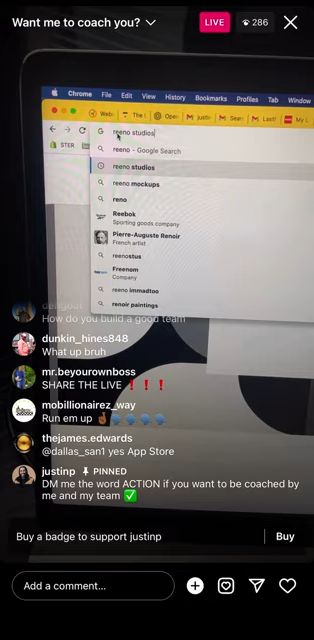 Want me to coach you?
LIVE
286
Chrome File Edit View History Bookmarks Profiles Tab Window
reeno studios
STER
reeno - Google Search
reeno studios
reeno mockups
reno
Reebok
Sporting goods company
Pierre-Auguste Renoir
French artist
reenostus
Freenom
Company
reeno immadtoo
renoir paintings
How do you build a good team
dunkin_hines848
What up bruh
mr.beyourownboss
SHARE THE LIVE ❗❗❗
mobillionairez_way
Run em up
thejames.edwards
@dallas_san1 yes App Store
justinp PINNED
DM me the word ACTION if you want to be coached by
me and my team ✅
Buy a badge to support justinp
Buy
Add a comment...